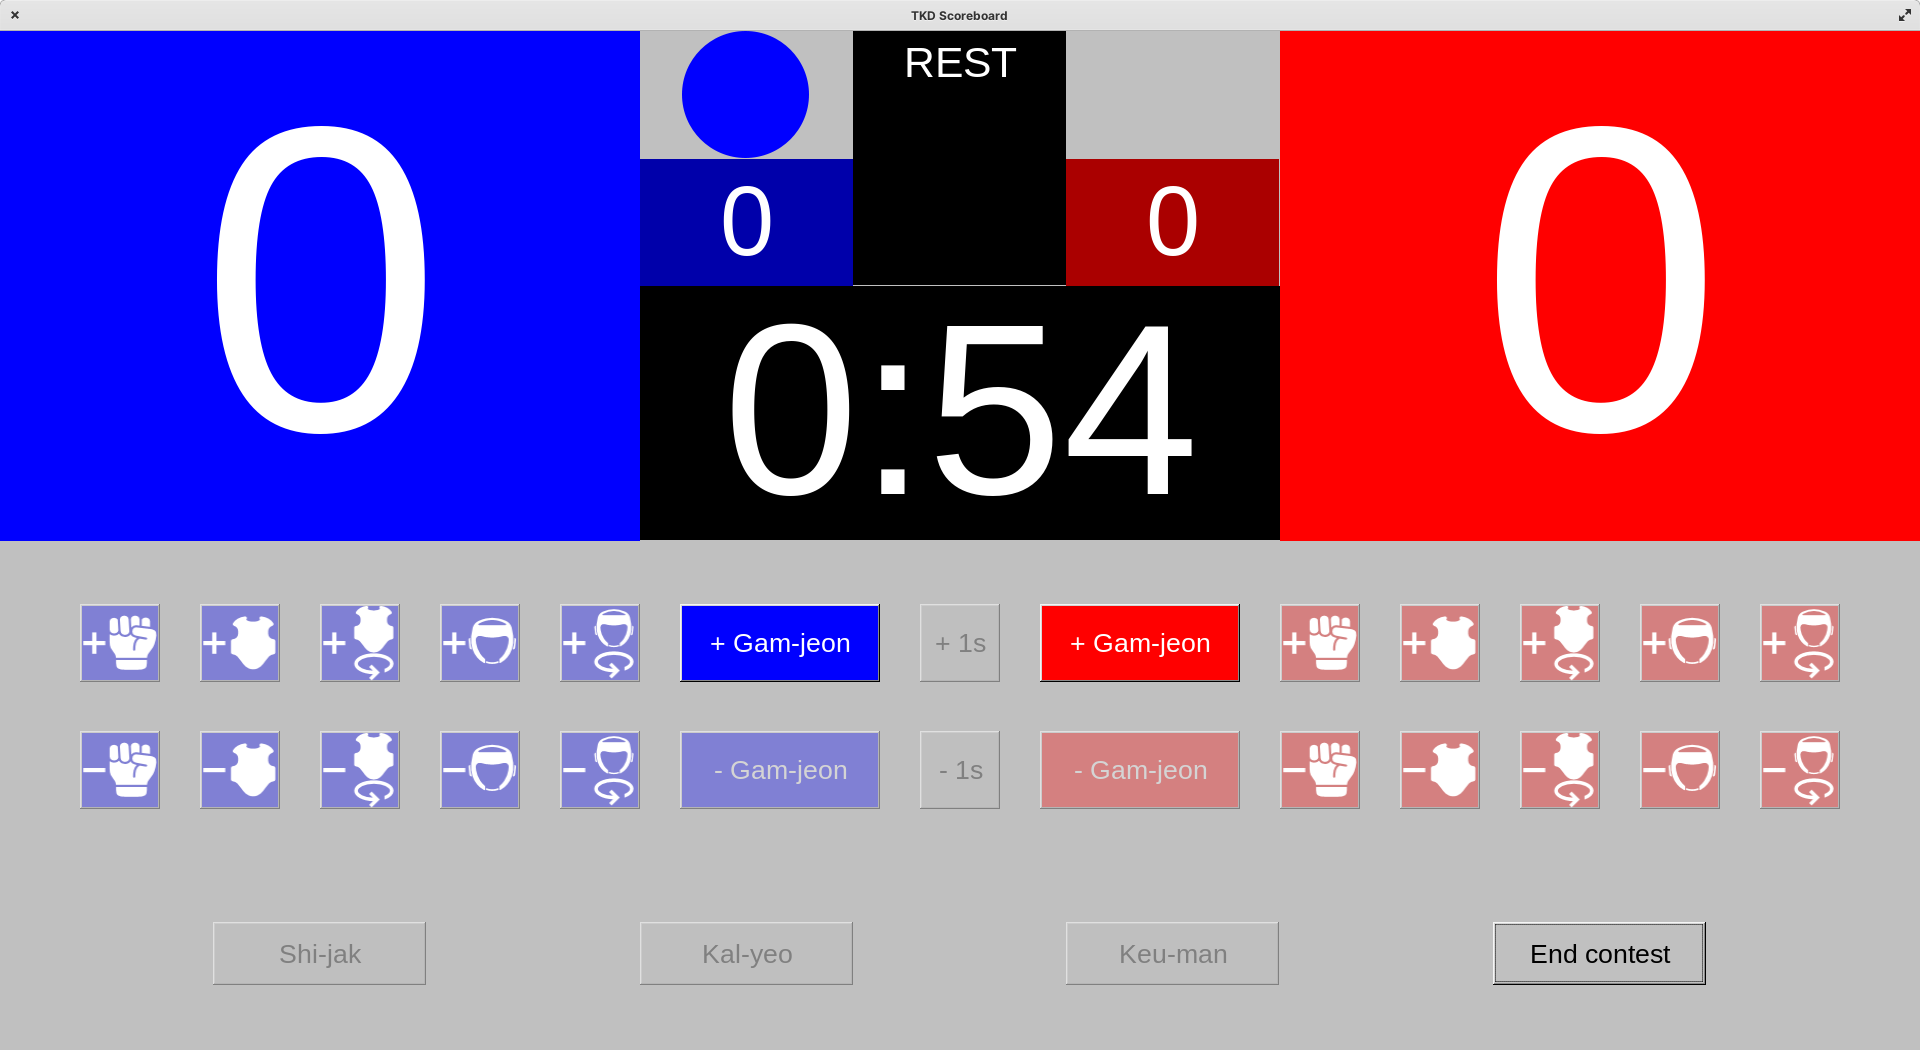 TKD Scoreboard
REST
0
0
0
0
0:54
+ Gam-jeon
+ 1s
+ Gam-jeon
- Gam-jeon
- 1s
- Gam-jeon
Shi-jak
Kal-yeo
Keu-man
End contest